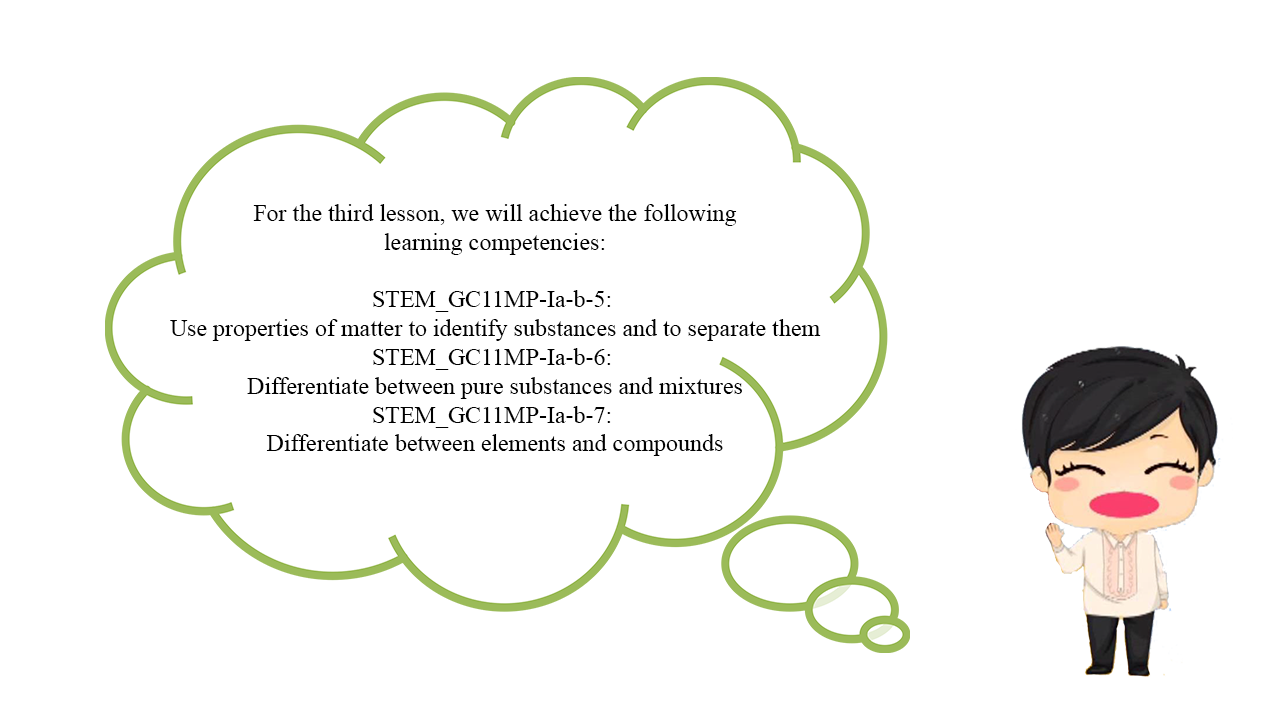 For the third lesson, we will achieve the following
learning competencies:
STEM_GC11MP-Ia-b-5:
Use properties of matter to identify substances and to separate them
STEM_GC11MP-Ia-b-6:
Differentiate between pure substances and mixtures
STEM_GC11MP-Ia-b-7:
Differentiate between elements and compounds